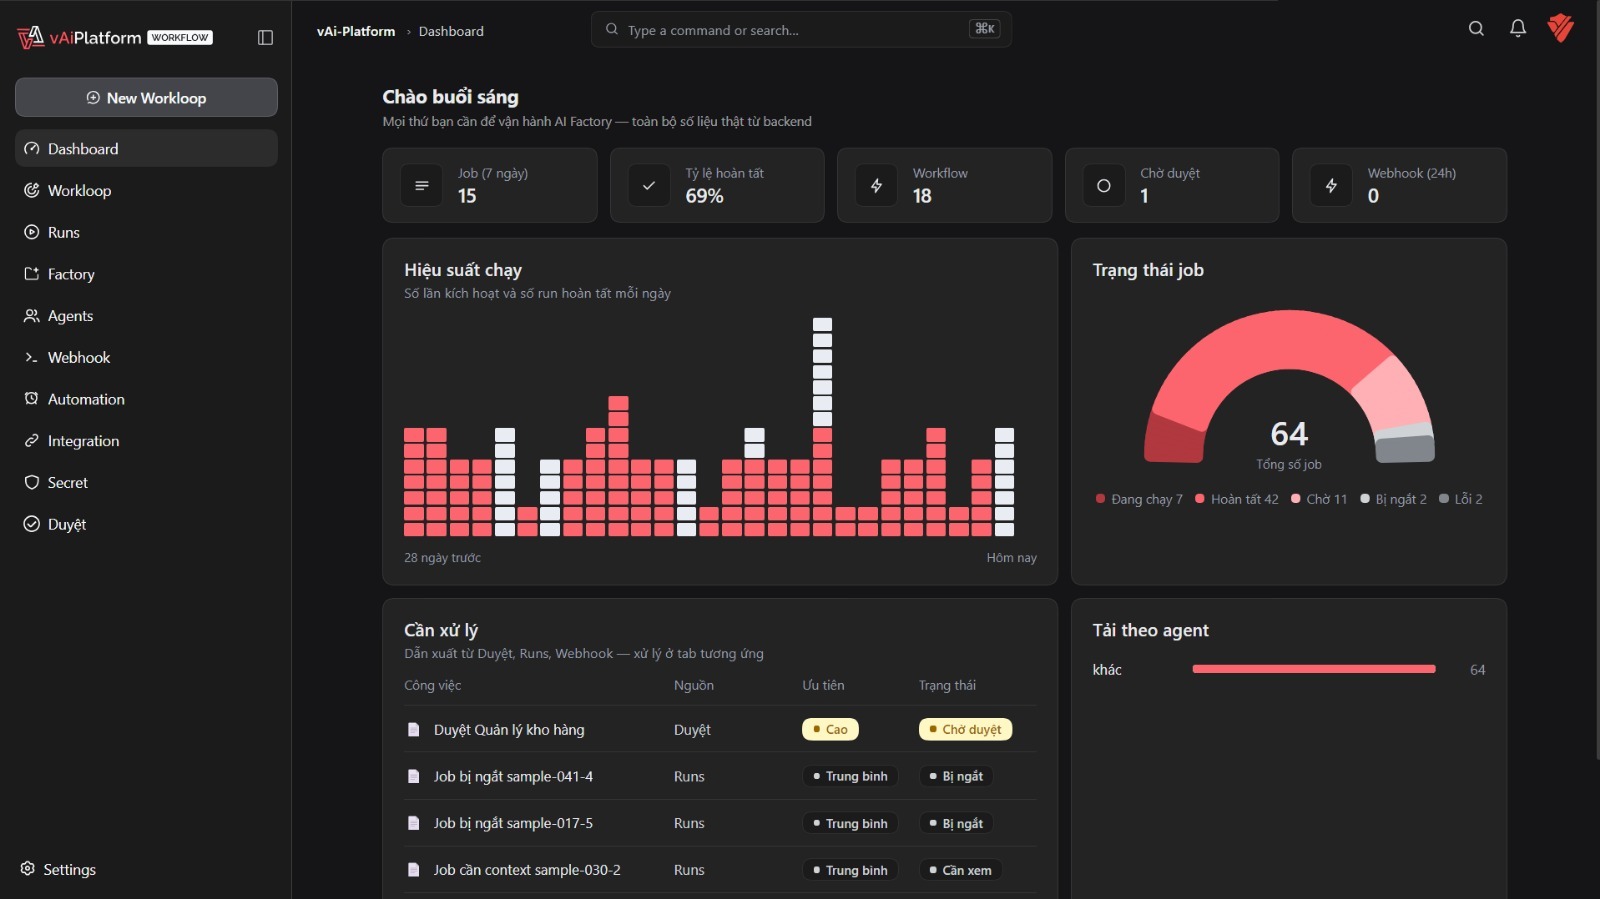 vAiPlatform WORKFLOW
New Workloop
Dashboard
Workloop
Runs
Factory
Agents
Webhook
Automation
Integration
Secret
Duyệt
Settings
vAi-Platform › Dashboard
Type a command or search...
⌘K
Chào buổi sáng
Mọi thứ bạn cần để vận hành AI Factory — toàn bộ số liệu thật từ backend
Job (7 ngày)
15
Tỷ lệ hoàn tất
69%
Workflow
18
Chờ duyệt
1
Webhook (24h)
0
Hiệu suất chạy
Số lần kích hoạt và số run hoàn tất mỗi ngày
28 ngày trước
Hôm nay
Trạng thái job
64
Tổng số job
Đang chạy 7 Hoàn tất 42 Chờ 11 Bị ngắt 2 Lỗi 2
Cần xử lý
Dẫn xuất từ Duyệt, Runs, Webhook — xử lý ở tab tương ứng
Công việc Nguồn Ưu tiên Trạng thái
Duyệt Quản lý kho hàng Duyệt Cao Chờ duyệt
Job bị ngắt sample-041-4 Runs Trung bình Bị ngắt
Job bị ngắt sample-017-5 Runs Trung bình Bị ngắt
Job cần context sample-030-2 Runs Trung bình Cần xem
Tải theo agent
khác 64